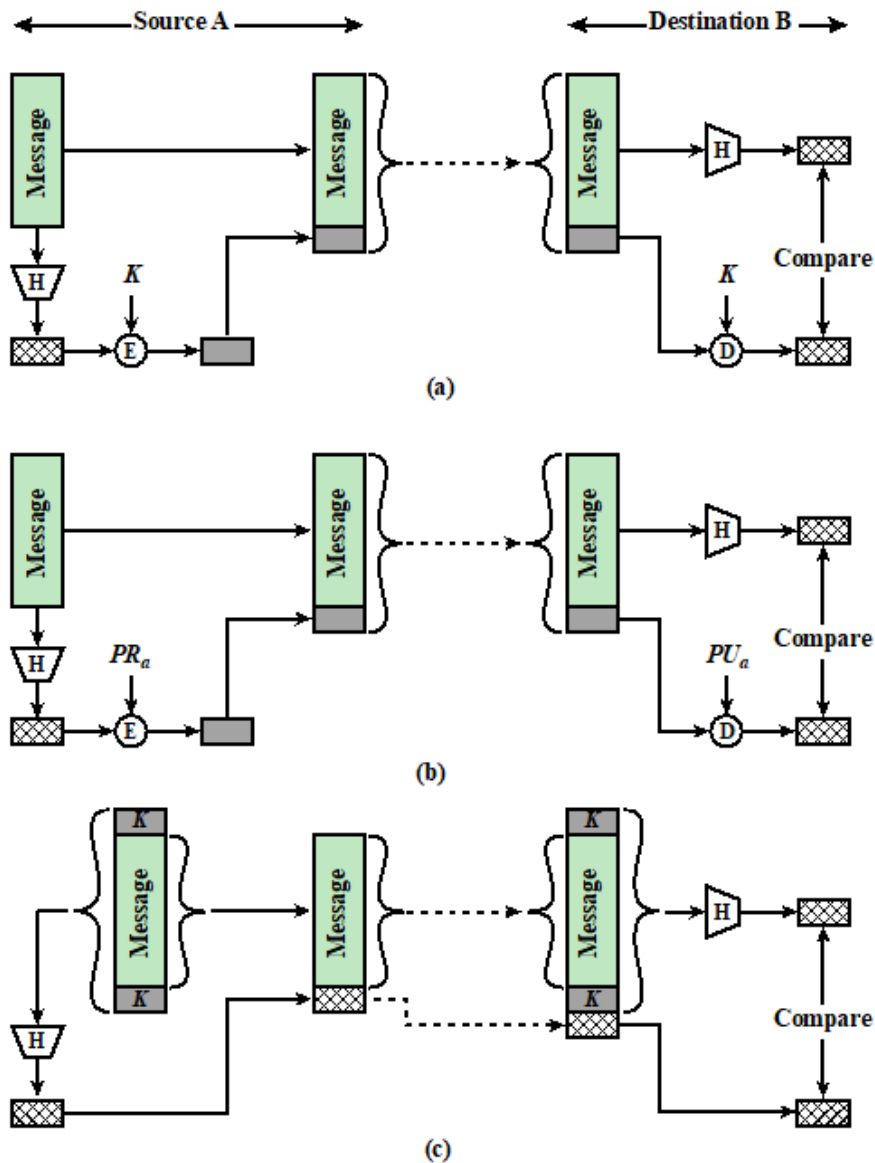 Source A
Destination B
Message
Message
Message
H
H
K
K
Compare
E
D
(a)
Message
Message
Message
H
H
PRa
PUa
Compare
E
D
(b)
K
K
Message
Message
Message
H
K
K
H
Compare
(c)